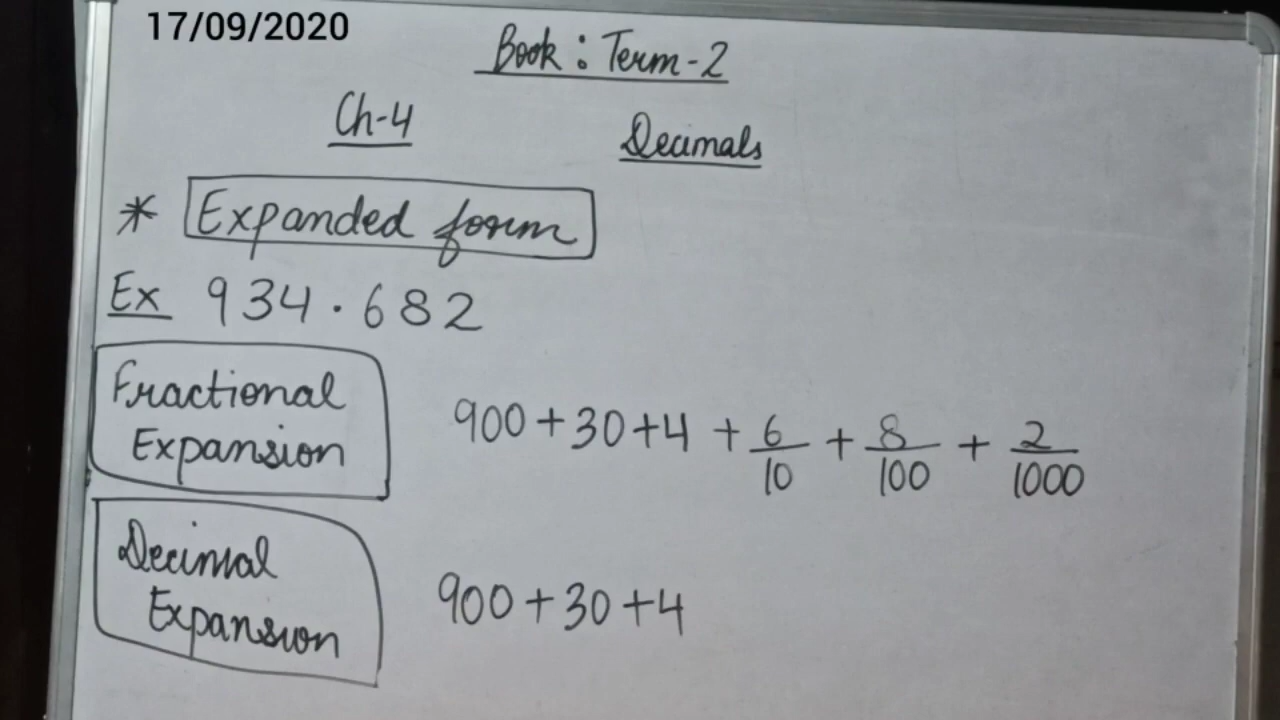 17/09/2020
Book : Term-2
Ch-4 Decimals
* Expanded form
Ex 934.682
Fractional
Expansion
900 + 30 + 4 + 6/10 + 8/100 + 2/1000
Decimal
Expansion
900 + 30 + 4